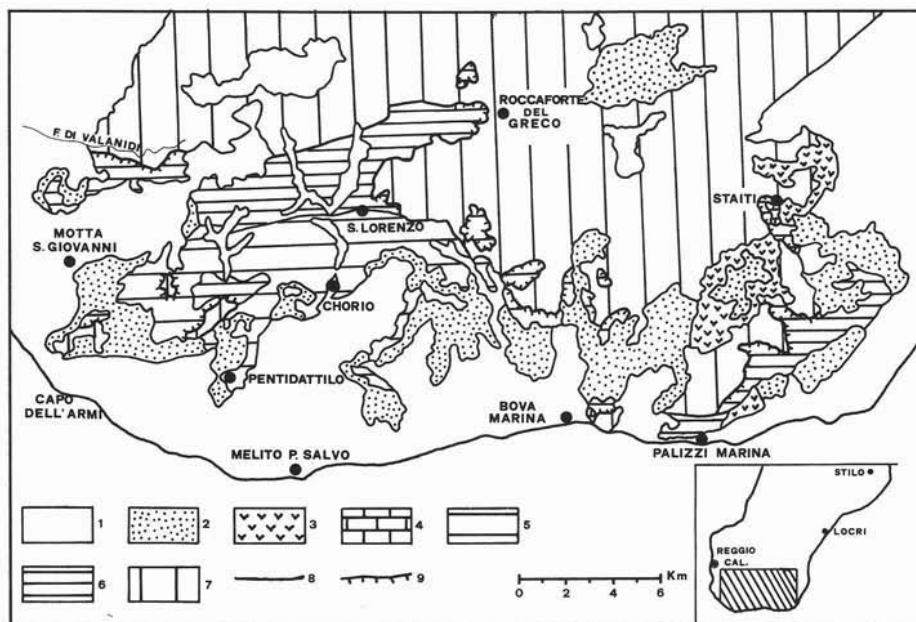 ROCCAFORTE
DEL
GRECO
F. DI VALANIDI
STAITI
MOTTA
S. GIOVANNI
S. LORENZO
CHORIO
PENTIDATTILO
CAPO
DELL'ARMI
BOVA
MARINA
MELITO P. SALVO
PALIZZI MARINA
1
2
3
4
5
6
7
8
9
Km
0 2 4 6
STILO
LOCRI
REGGIO
CAL.